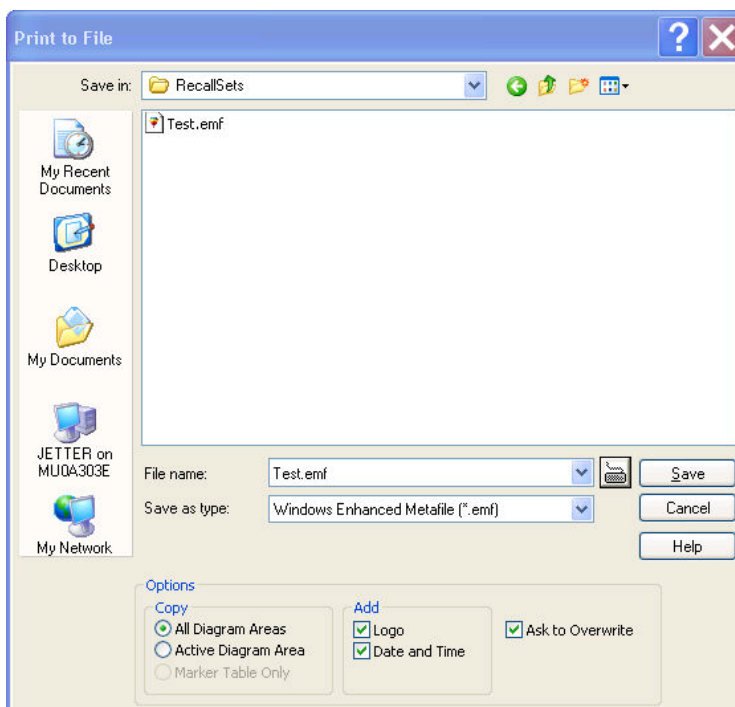 Print to File
Save in: RecallSets
Test.emf
My Recent
Documents
Desktop
My Documents
JETTER on
MU0A303E
My Network
File name: Test.emf Save
Save as type: Windows Enhanced Metafile (*.emf) Cancel
Help
Options
Copy
All Diagram Areas
Active Diagram Area
Marker Table Only
Add
Logo
Date and Time
Ask to Overwrite